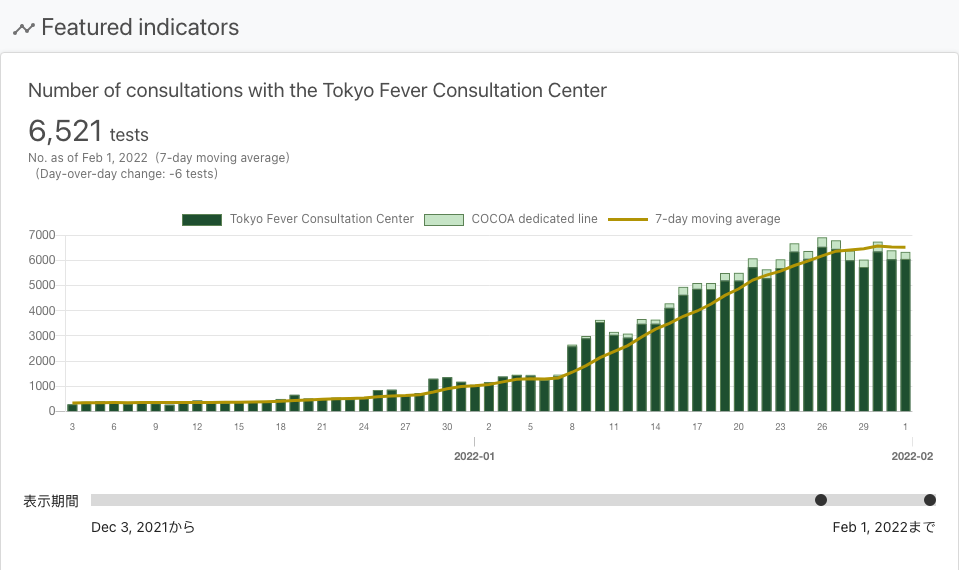 Featured indicators
Number of consultations with the Tokyo Fever Consultation Center
6,521 tests
No. as of Feb 1, 2022 (7-day moving average)
(Day-over-day change: -6 tests)
Tokyo Fever Consultation Center COCOA dedicated line 7-day moving average
7000
6000
5000
4000
3000
2000
1000
0
3 6 9 12 15 18 21 24 27 30 2 5 8 11 14 17 20 23 26 29 1
2022-01 2022-02
表示期間
Dec 3, 2021から Feb 1, 2022まで